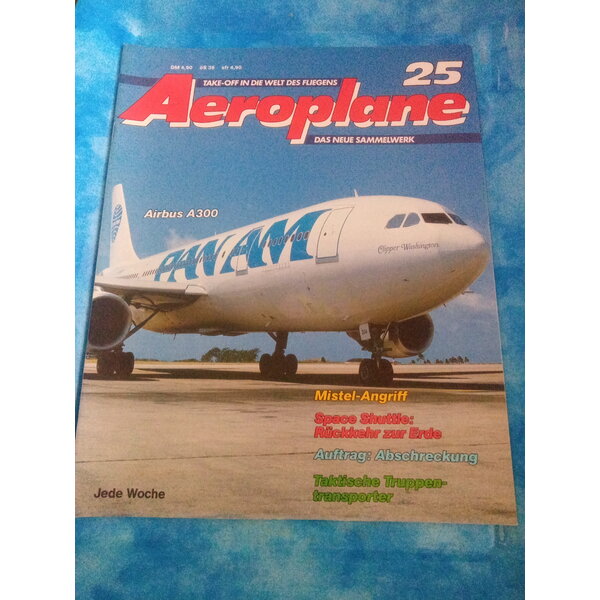 DM 4,90 öS 38 sfr 4,90
25
TAKE-OFF IN DIE WELT DES FLIEGENS
Aeroplane
DAS NEUE SAMMELWERK
Airbus A300
PAN AM
Clipper Washington
Mistel-Angriff
Space Shuttle:
Rückkehr zur Erde
Auftrag: Abschreckung
Taktische Truppen-
transporter
Jede Woche